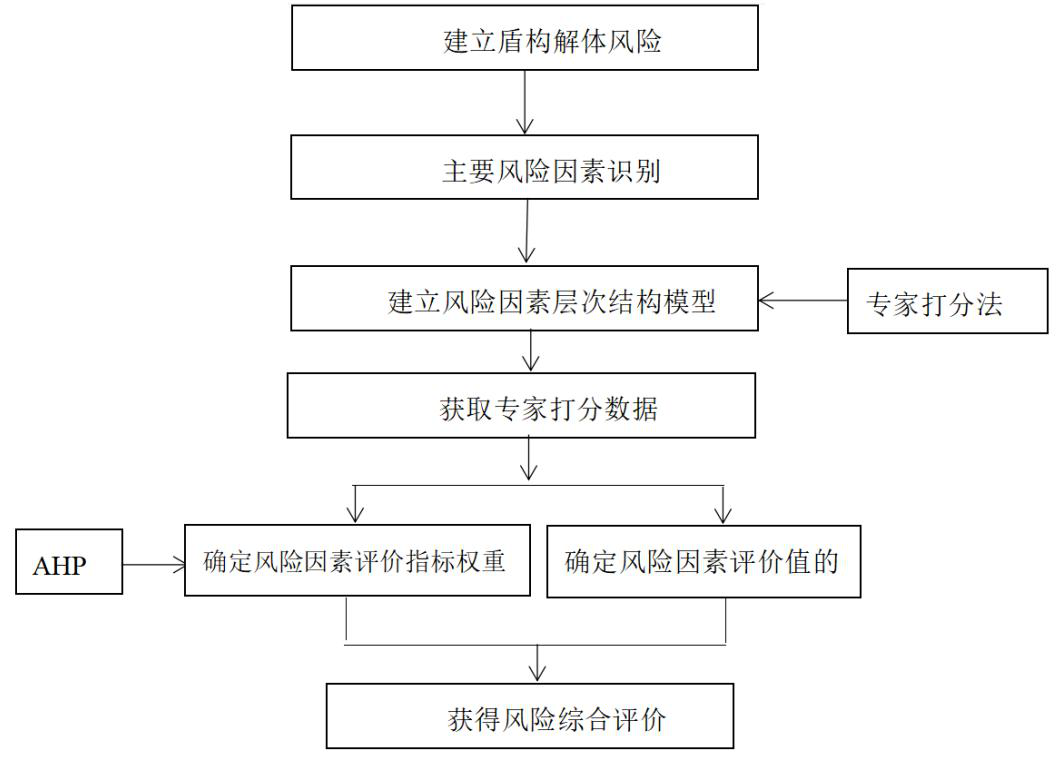 建立盾构解体风险
主要风险因素识别
建立风险因素层次结构模型
专家打分法
获取专家打分数据
AHP
确定风险因素评价指标权重
确定风险因素评价值的
获得风险综合评价